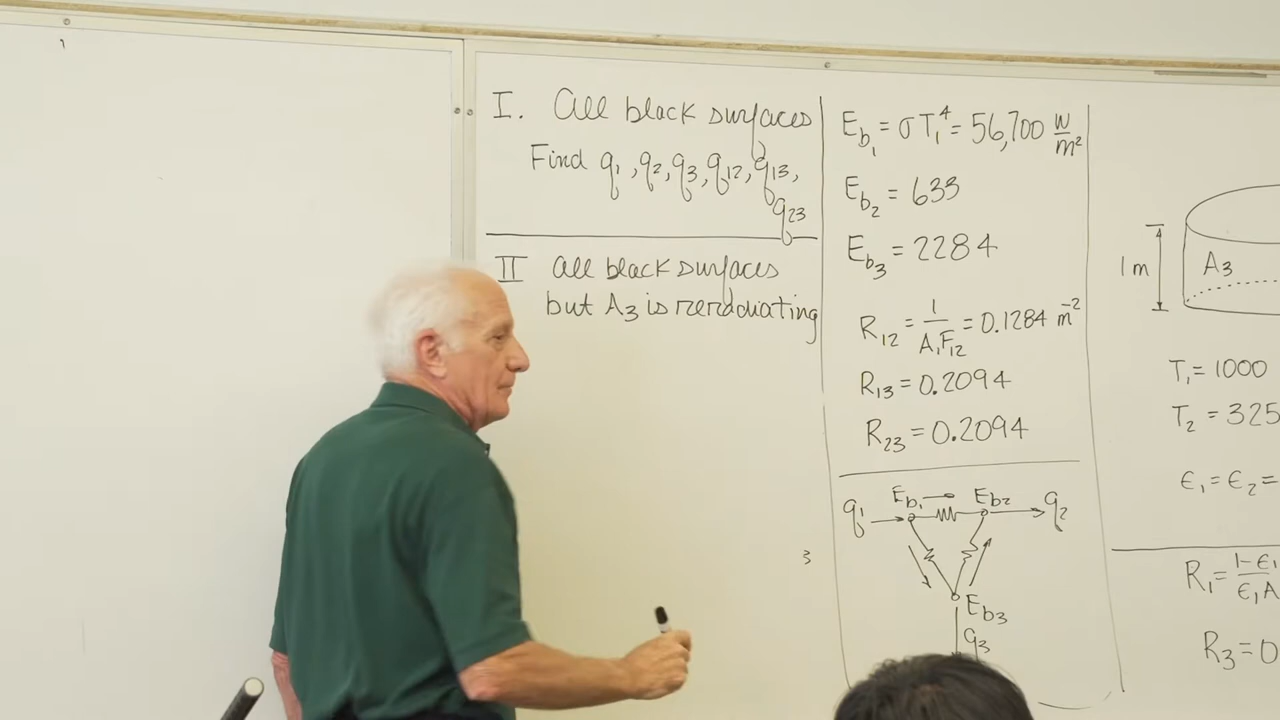 I. All black surfaces
Find q₁, q₂, q₃, q₁₂, q₁₃,
q₂₃
II all black surfaces
but A₃ is reradiating
E_b₁ = σT₁⁴ = 56,700 W/m²
E_b₂ = 633
E_b₃ = 2284
R₁₂ = 1/A₁F₁₂ = 0.1284 m⁻²
R₁₃ = 0.2094
R₂₃ = 0.2094
q₁ E_b₁ E_b₂ q₂
3
E_b₃
q₃
1 m
A₃
T₁ = 1000
T₂ = 325
ϵ₁ = ϵ₂ =
R₁ = 1-ϵ₁/ϵ₁A
R₃ = 0